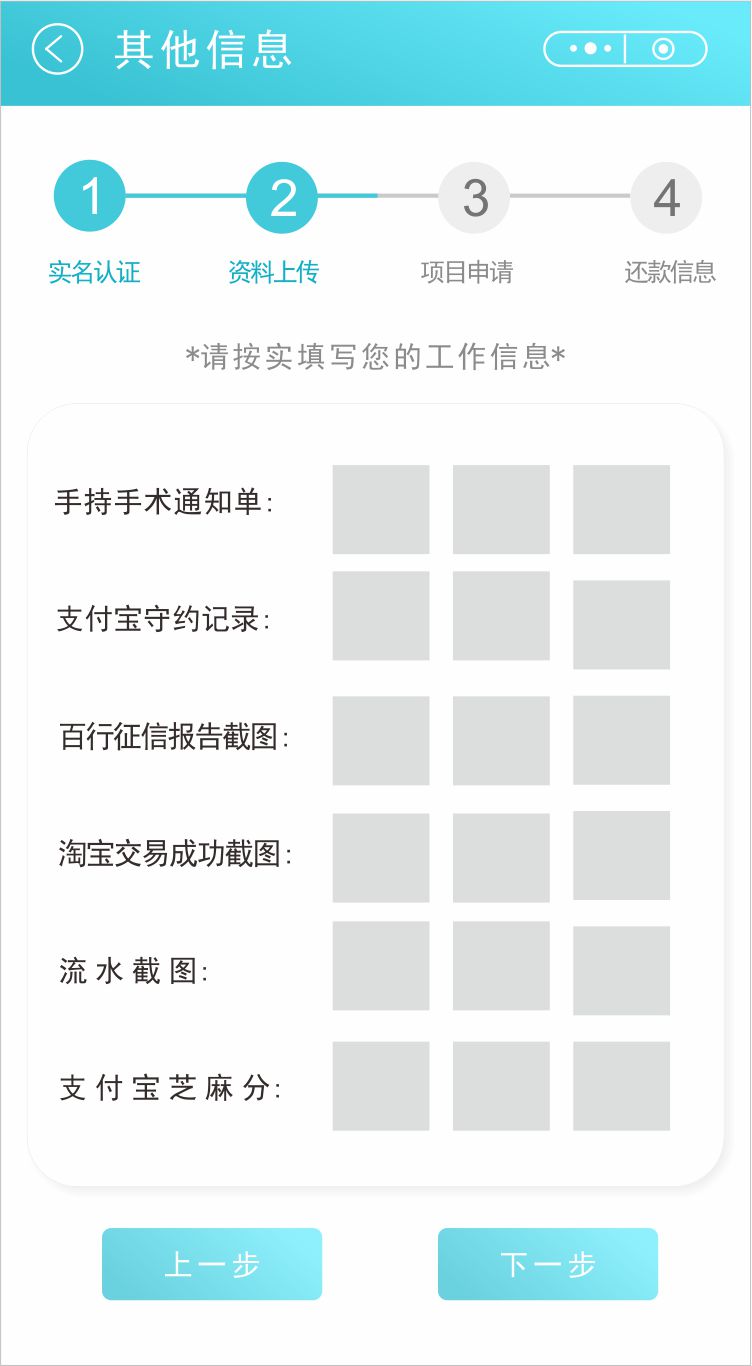 其他信息
1 2 3 4
实名认证 资料上传 项目申请 还款信息
*请按实填写您的工作信息*
手持手术通知单:
支付宝守约记录:
百行征信报告截图:
淘宝交易成功截图:
流水截图:
支付宝芝麻分:
上一步 下一步